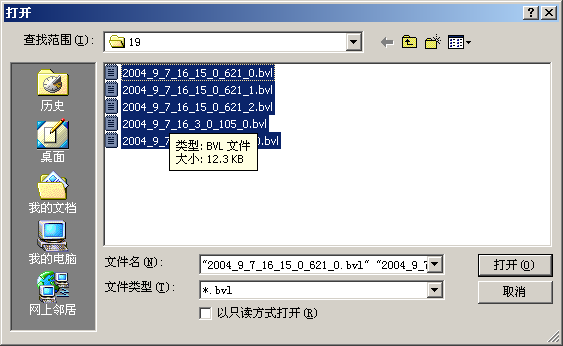 打开
查找范围(I):
19
历史
桌面
我的文档
我的电脑
网上邻居
2004_9_7_16_15_0_621_0.bvl
2004_9_7_16_15_0_621_1.bvl
2004_9_7_16_15_0_621_2.bvl
2004_9_7_16_3_0_105_0.bvl
2004_9_7
0.bvl
类型: BVL 文件
大小: 12.3 KB
文件名(N):
"2004_9_7_16_15_0_621_0.bvl" "2004_9_7
打开(O)
文件类型(T):
*.bvl
取消
以只读方式打开(R)